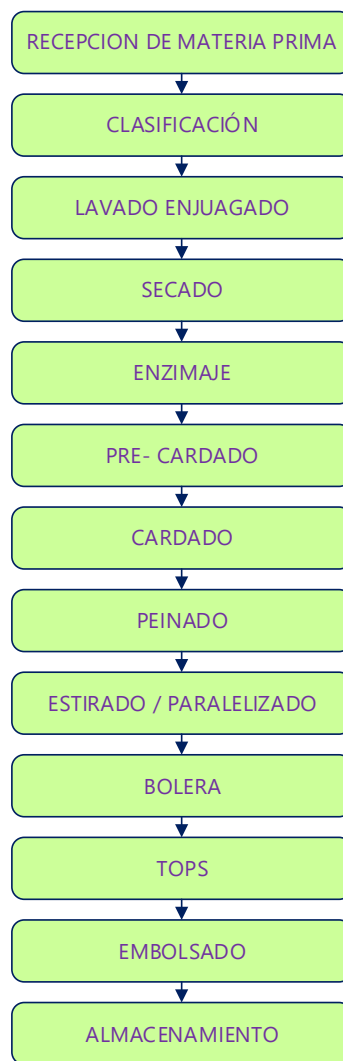 RECEPCION DE MATERIA PRIMA
CLASIFICACIÓN
LAVADO ENJUAGADO
SECADO
ENZIMAJE
PRE- CARDADO
CARDADO
PEINADO
ESTIRADO / PARALELIZADO
BOLERA
TOPS
EMBOLSADO
ALMACENAMIENTO